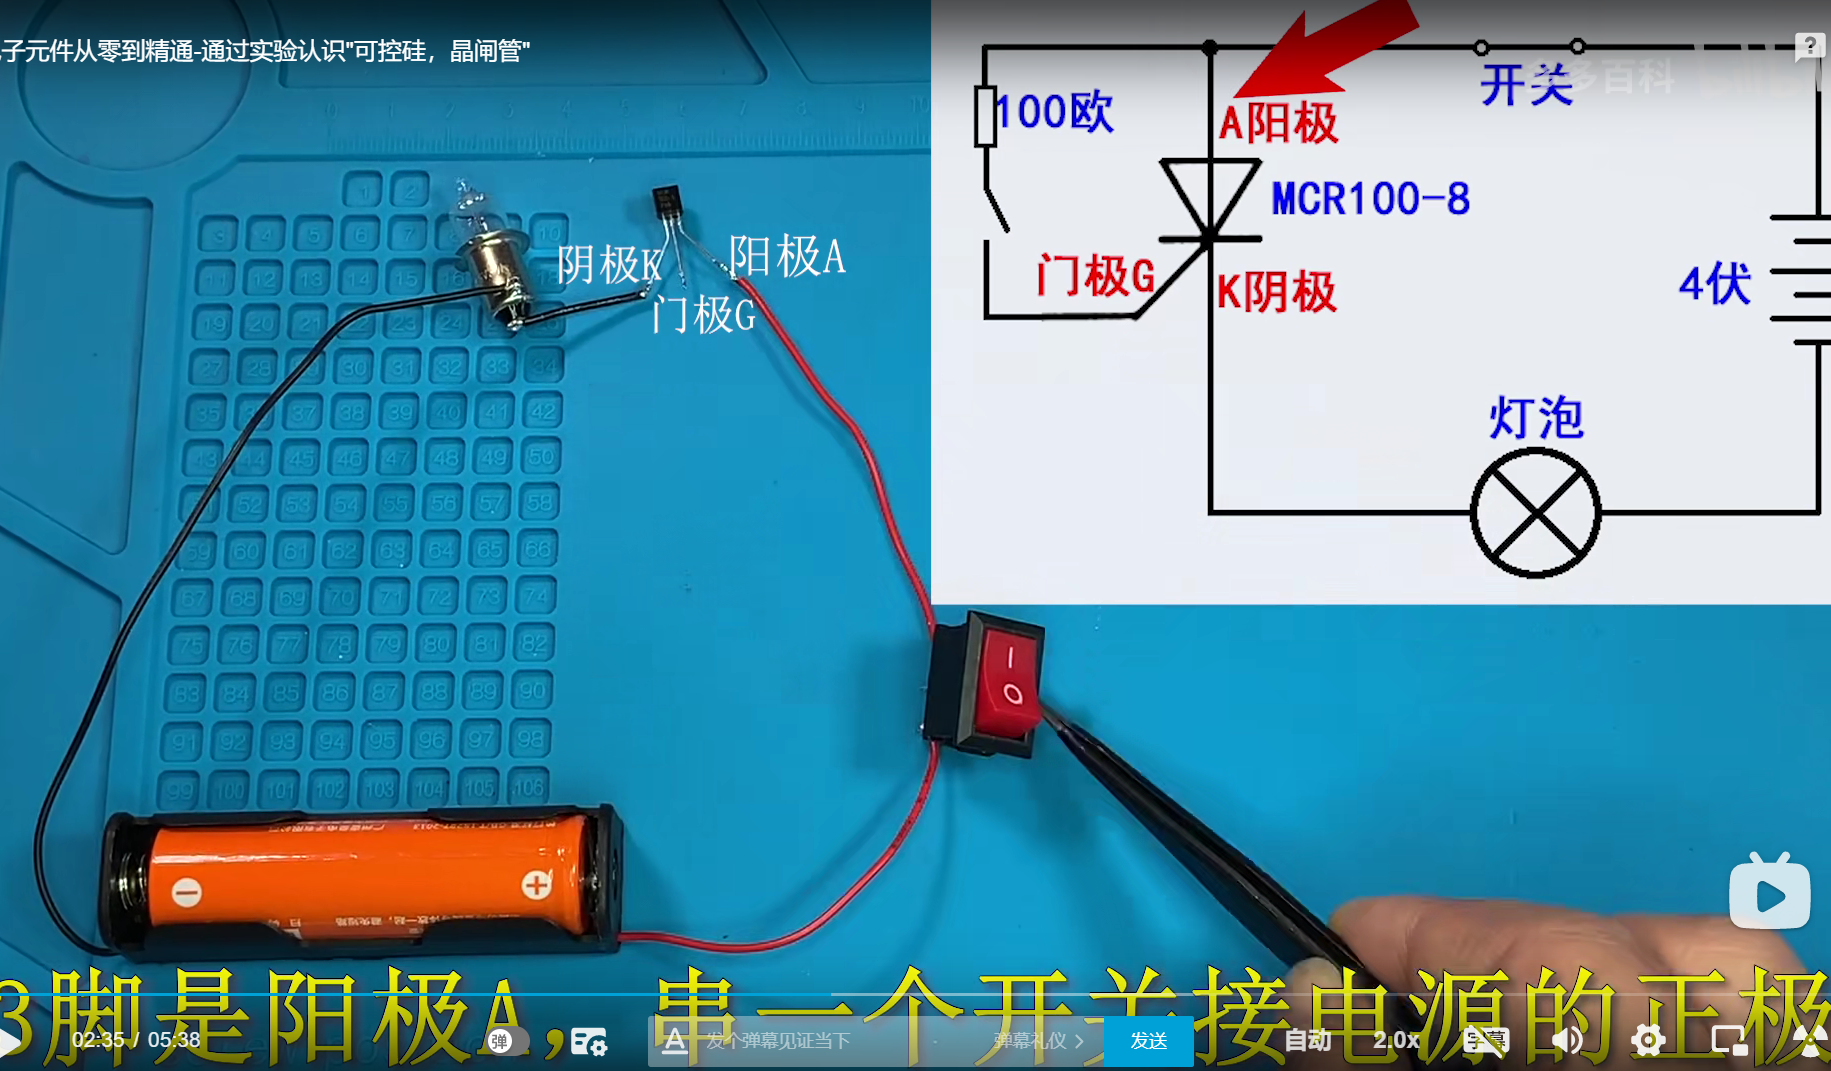 子元件从零到精通-通过实验认识"可控硅，晶闸管"
?
100欧
A阳极
开关
多百科
MCR100-8
门极G
K阴极
4伏
灯泡
阴极K
阳极A
门极G
1 2
3 4 5 6 7 10
11 12 13 14 15
19 20 23
27 28 30 31 32 33 34
35 37 38 39 40 41 42
43 44 45 46 47 48 49 50
52 53 54 55 56 57 58
59 60 61 62 63 64 65 66
67 68 69 70 71 72 73 74
75 76 77 78 79 80 81 82
83 84 85 86 87 88 89 90
91 92 93 94 95 96 97 98
99 100 101 102 103 104 105 106
3脚是阳极A，串一个开关接电源的正极
02:35 / 05:38
弹
A 发个弹幕见证当下
弹幕礼仪 >
发送
自动
2.0x
字幕